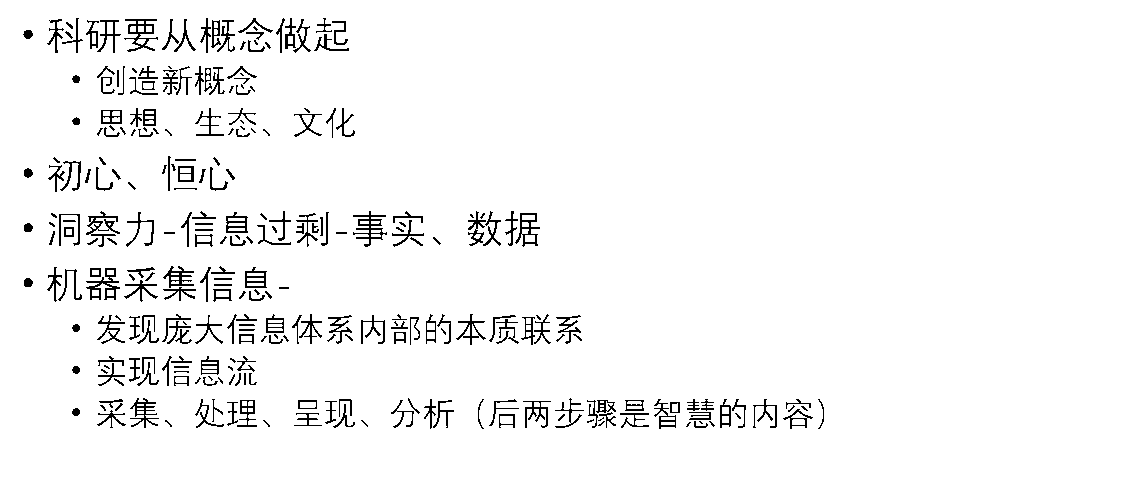 • 科研要从概念做起
• 创造新概念
• 思想、生态、文化
• 初心、恒心
• 洞察力-信息过剩-事实、数据
• 机器采集信息-
• 发现庞大信息体系内部的本质联系
• 实现信息流
• 采集、处理、呈现、分析（后两步骤是智慧的内容）